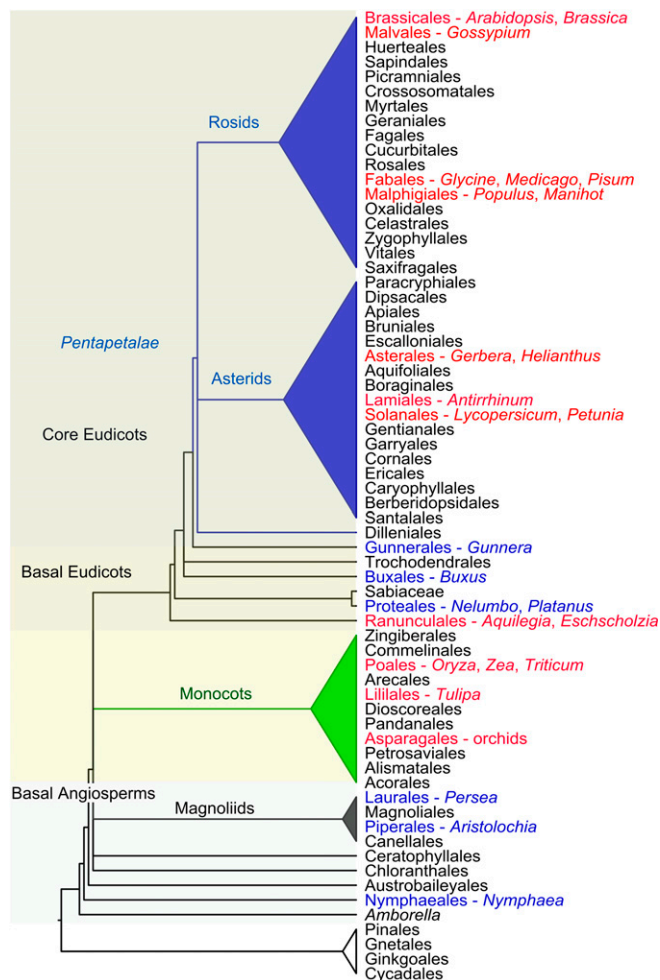 Brassicales - Arabidopsis, Brassica
Malvales - Gossypium
Huerteales
Sapindales
Picramniales
Crossosomatales
Myrtales
Geraniales
Fagales
Cucurbitales
Rosales
Fabales - Glycine, Medicago, Pisum
Malphigiales - Populus, Manihot
Oxalidales
Celastrales
Zygophyllales
Vitales
Saxifragales
Rosids
Paracryphiales
Dipsacales
Apiales
Bruniales
Escalloniales
Asterales - Gerbera, Helianthus
Aquifoliales
Boraginales
Lamiales - Antirrhinum
Solanales - Lycopersicum, Petunia
Gentianales
Garryales
Cornales
Ericales
Caryophyllales
Berberidopsidales
Santalales
Asterids
Pentapetalae
Core Eudicots
Dilleniales
Gunnerales - Gunnera
Trochodendrales
Buxales - Buxus
Sabiaceae
Proteales - Nelumbo, Platanus
Ranunculales - Aquilegia, Eschscholzia
Basal Eudicots
Zingiberales
Commelinales
Poales - Oryza, Zea, Triticum
Arecales
Lililales - Tulipa
Dioscoreales
Pandanales
Asparagales - orchids
Petrosaviales
Alismatales
Acorales
Monocots
Basal Angiosperms
Laurales - Persea
Magnoliales
Piperales - Aristolochia
Canellales
Magnoliids
Ceratophyllales
Chloranthales
Austrobaileyales
Nymphaeales - Nymphaea
Amborella
Pinales
Gnetales
Ginkgoales
Cycadales